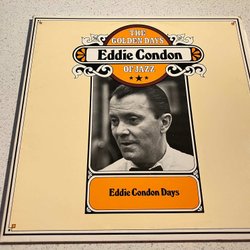 THE
GOLDEN DAYS
Eddie Condon
OF JAZZ
Eddie Condon Days